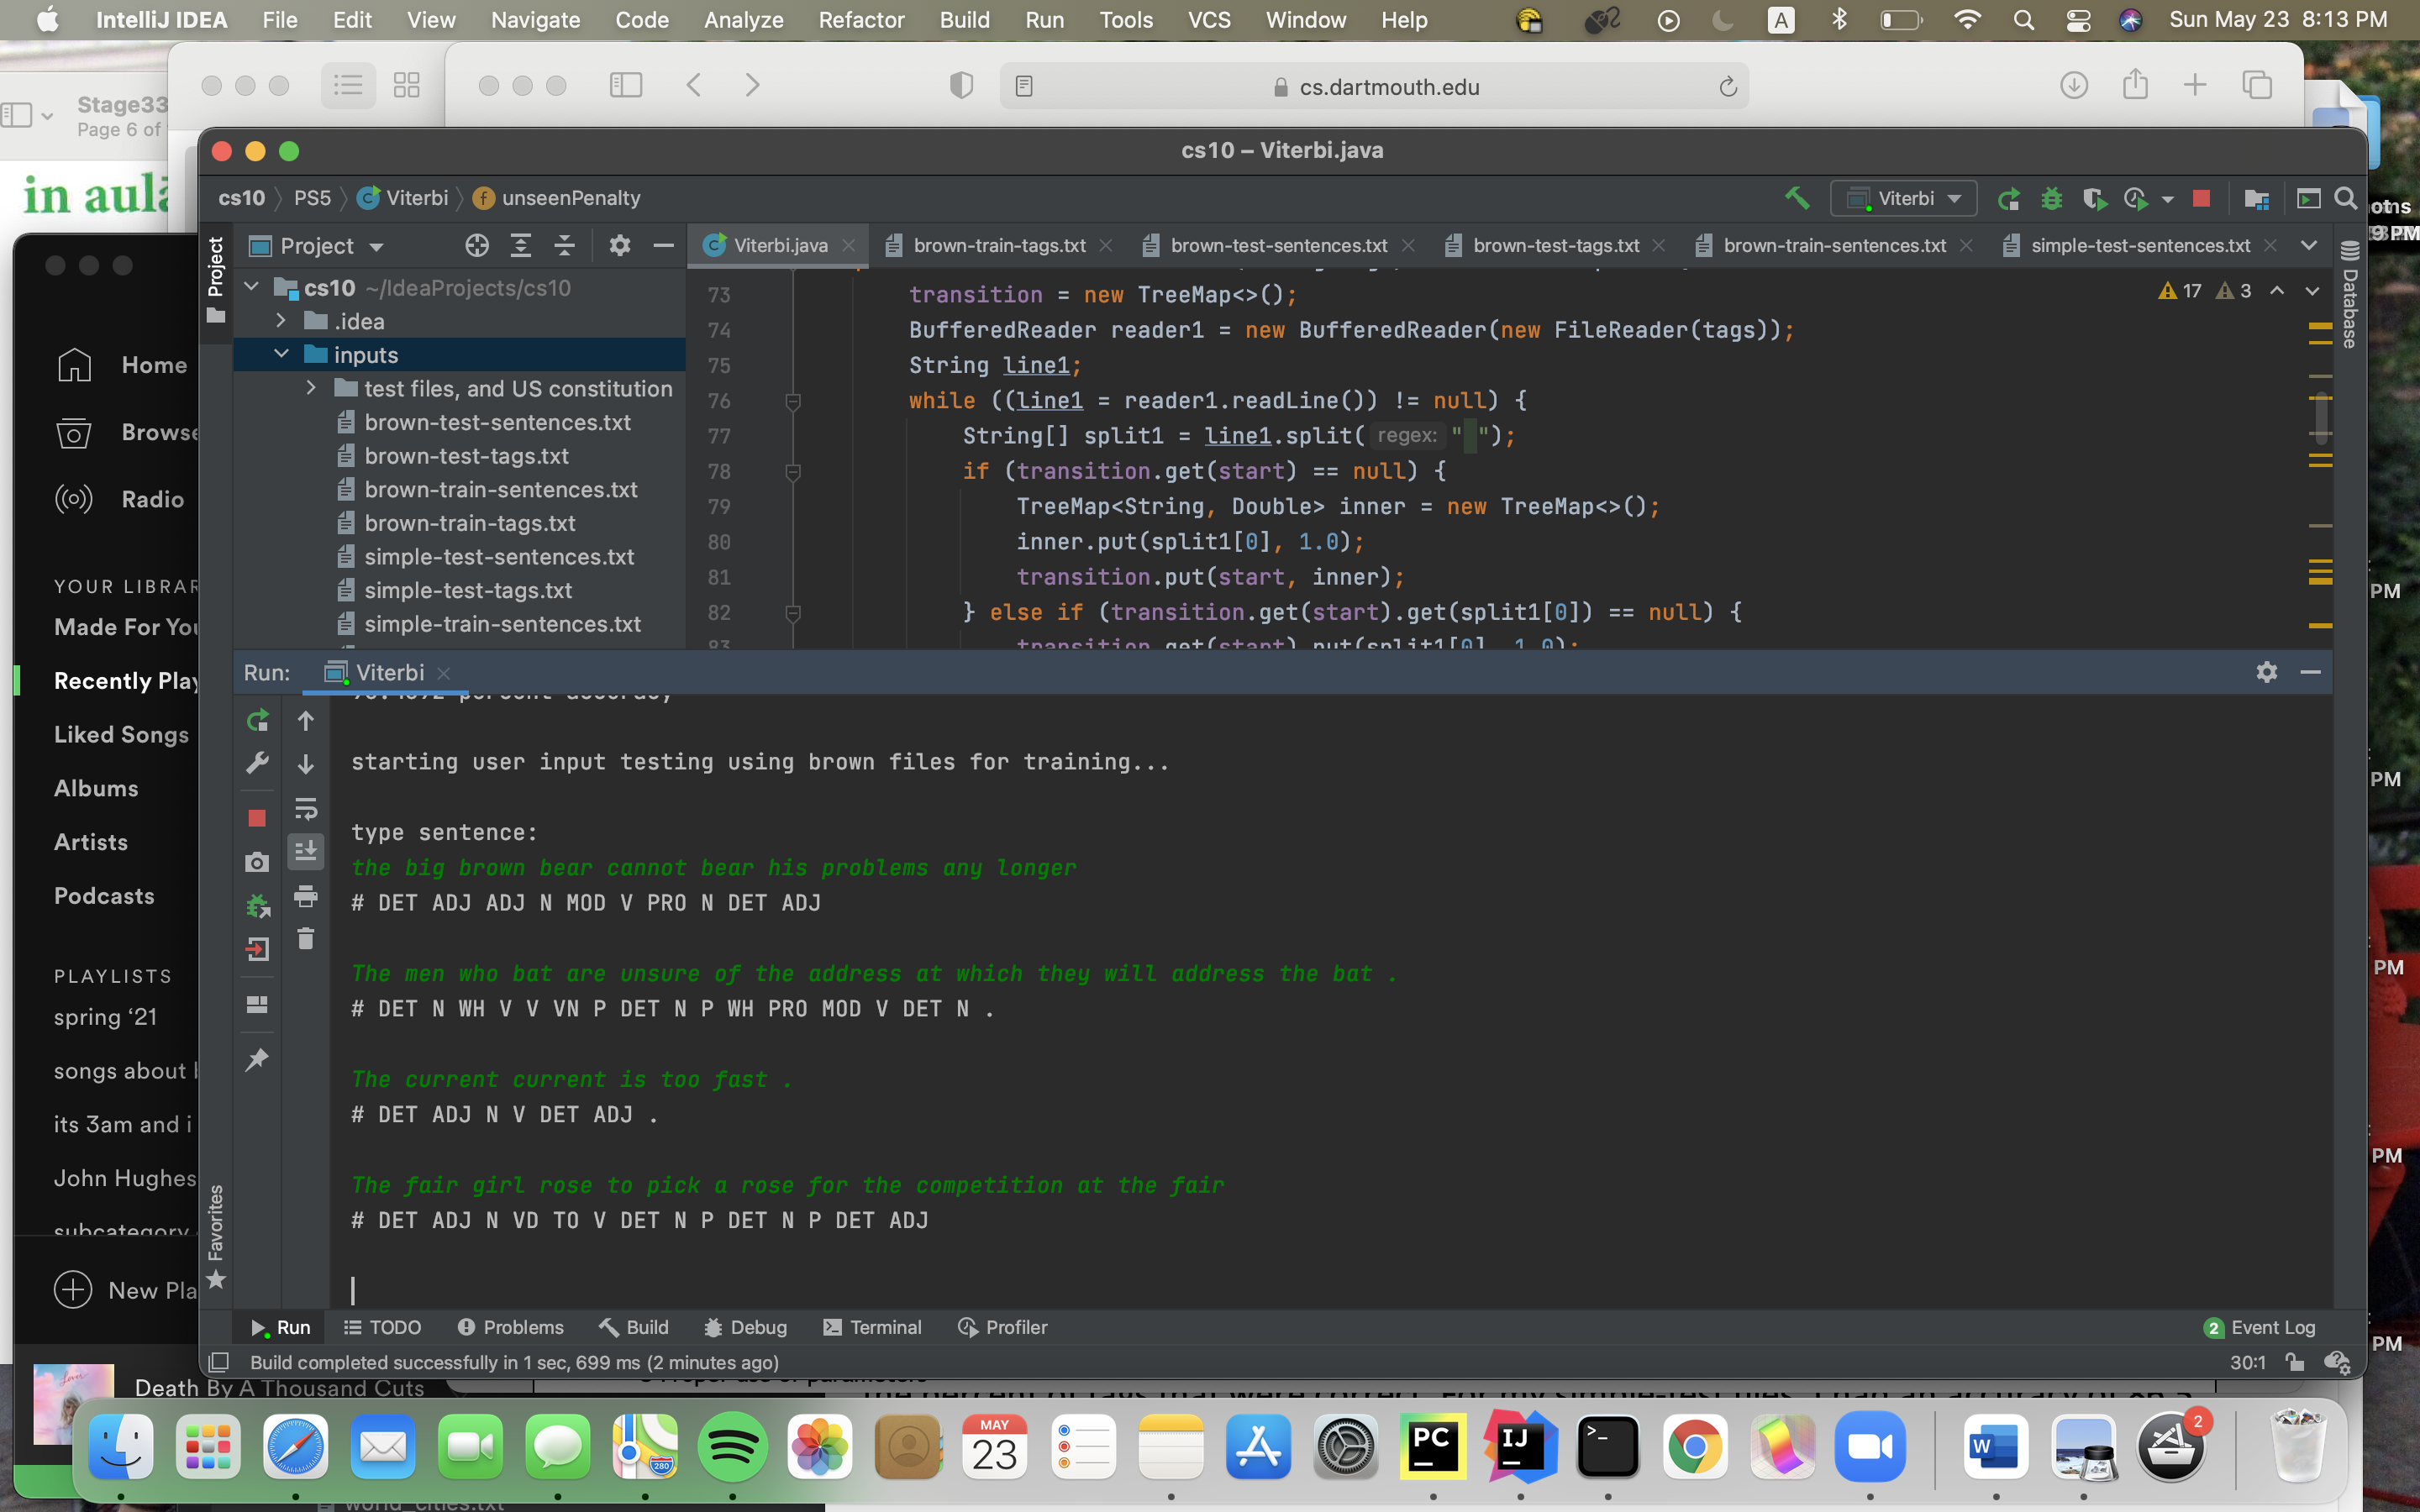 IntelliJ IDEA File Edit View Navigate Code Analyze Refactor Build Run Tools VCS Window Help A Sun May 23 8:13 PM
Stage33
Page 6 of
cs.dartmouth.edu
in
cs10 – Viterbi.java
cs10 PS5 Viterbi unseenPenalty Viterbi
Project Project Viterbi.java brown-train-tags.txt brown-test-sentences.txt brown-test-tags.txt brown-train-sentences.txt simple-test-sentences.txt
Database
cs10 ~/IdeaProjects/cs10
.idea
inputs
test files, and US constitution
brown-test-sentences.txt
brown-test-tags.txt
brown-train-sentences.txt
brown-train-tags.txt
simple-test-sentences.txt
simple-test-tags.txt
simple-train-sentences.txt
17 3
73 transition = new TreeMap<>();
74 BufferedReader reader1 = new BufferedReader(new FileReader(tags));
75 String line1;
76 while ((line1 = reader1.readLine()) != null) {
77 String[] split1 = line1.split( regex: " ");
78 if (transition.get(start) == null) {
79 TreeMap<String, Double> inner = new TreeMap<>();
80 inner.put(split1[0], 1.0);
81 transition.put(start, inner);
82 } else if (transition.get(start).get(split1[0]) == null) {
83 transition.get(start).put(split1[0], 1.0);
Run: Viterbi
starting user input testing using brown files for training...
type sentence:
the big brown bear cannot bear his problems any longer
# DET ADJ ADJ N MOD V PRO N DET ADJ
The men who bat are unsure of the address at which they will address the bat .
# DET N WH V V VN P DET N P WH PRO MOD V DET N .
The current current is too fast .
# DET ADJ N V DET ADJ .
The fair girl rose to pick a rose for the competition at the fair
# DET ADJ N VD TO V DET N P DET N P DET ADJ
Favorites
Run TODO Problems Build Debug Terminal Profiler 2 Event Log
Build completed successfully in 1 sec, 699 ms (2 minutes ago) 30:1
Home
Browse
Radio
YOUR LIBRAR
Made For You
Recently Play
Liked Songs
Albums
Artists
Podcasts
PLAYLISTS
spring ‘21
songs about
its 3am and i
John Hughes
subcategory
New Pla
Death By A Thousand Cuts
PM
PM
PM
PM
PM
MAY
23
280
PC
IJ
W
2
world_cities.txt